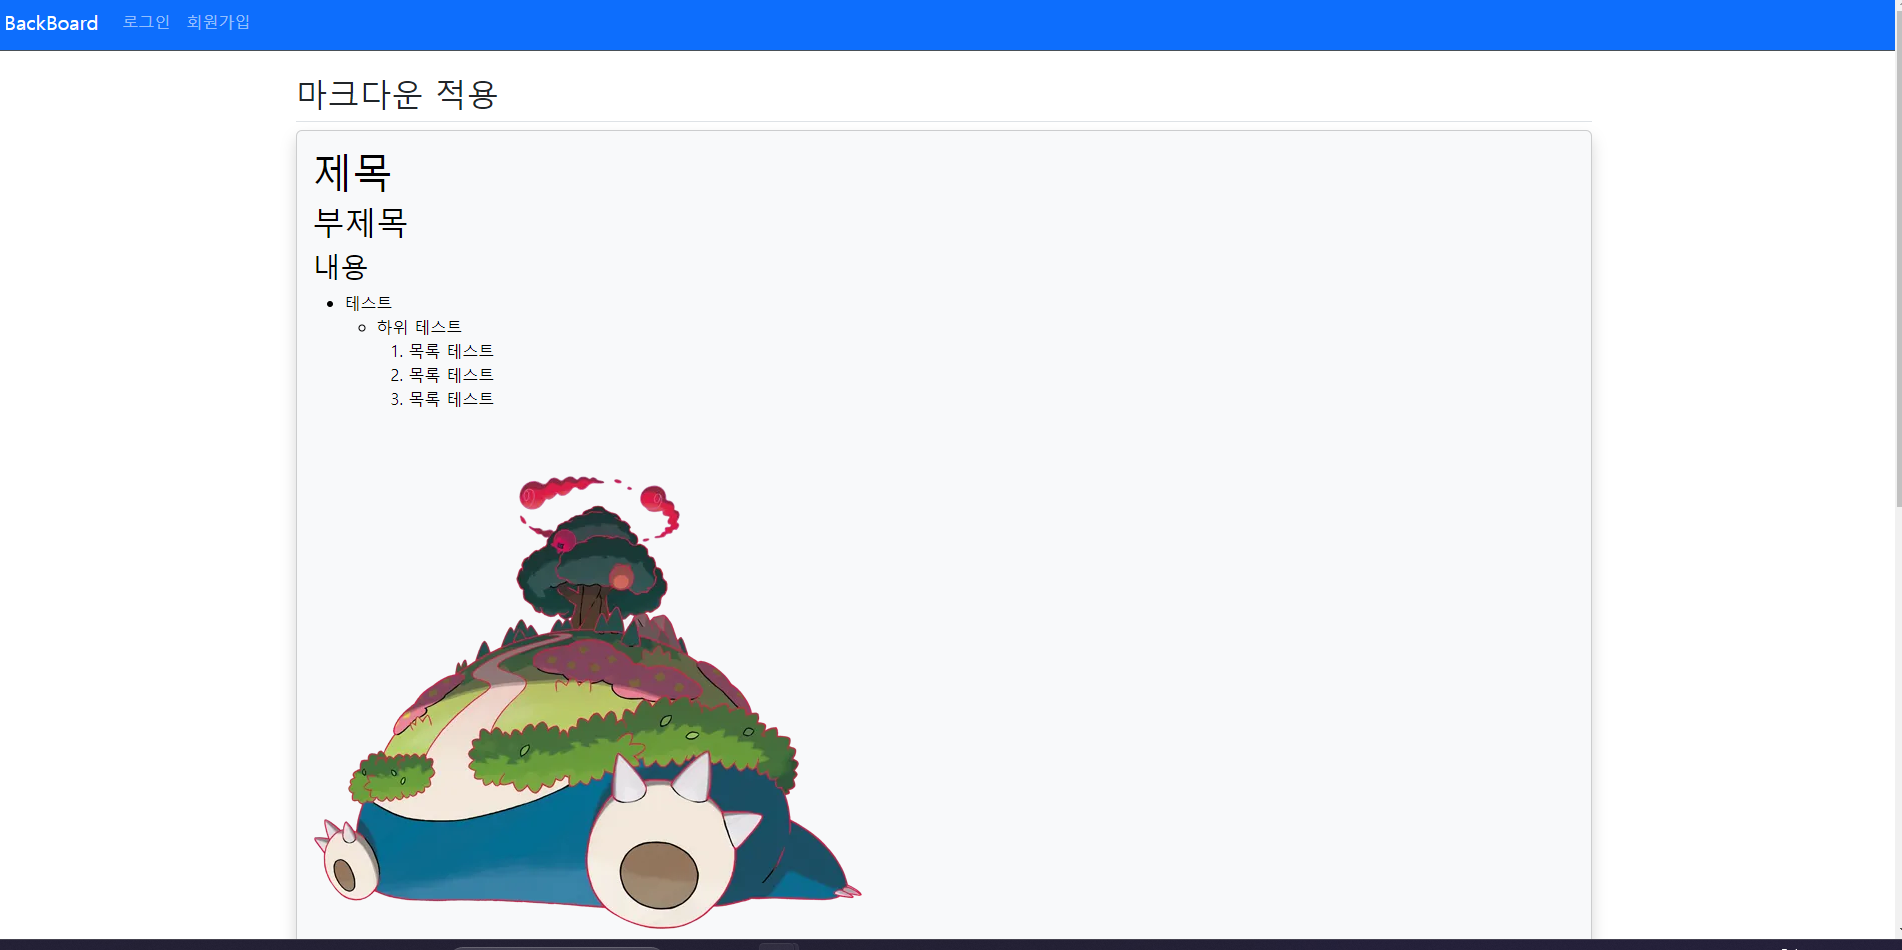 BackBoard 로그인 회원가입
마크다운 적용
제목
부제목
내용
테스트
하위 테스트
1. 목록 테스트
2. 목록 테스트
3. 목록 테스트